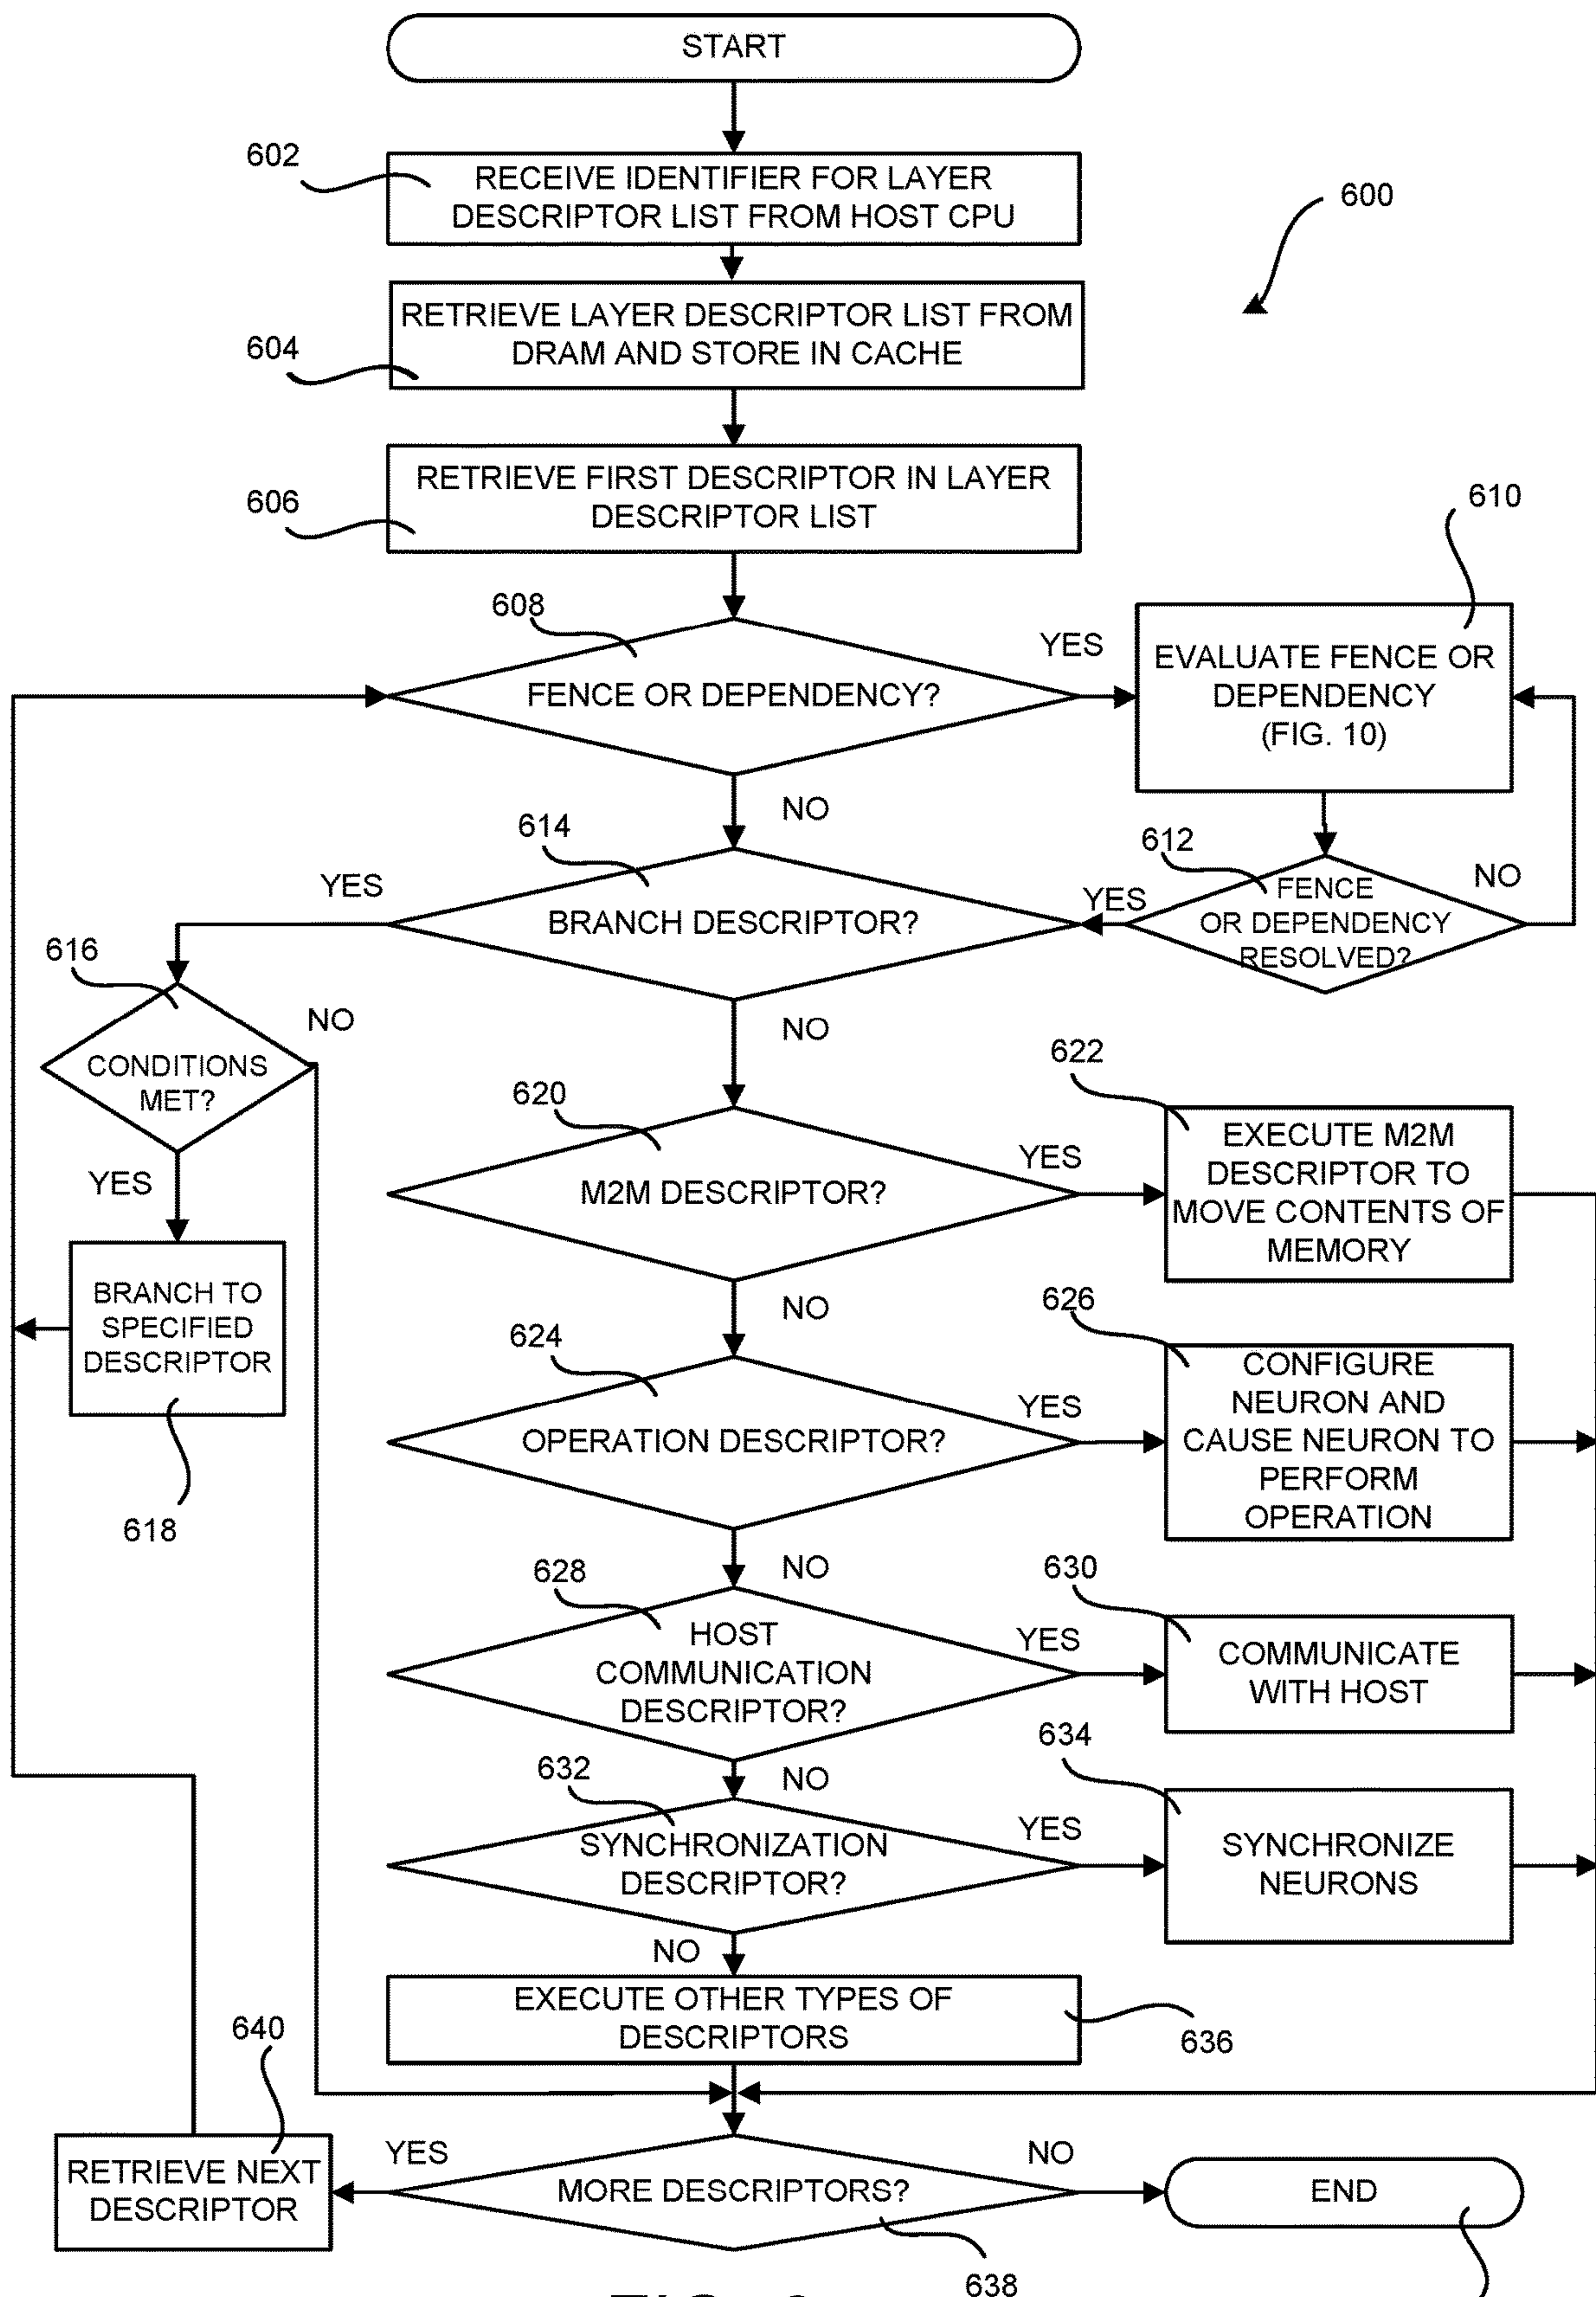 START
602
RECEIVE IDENTIFIER FOR LAYER
DESCRIPTOR LIST FROM HOST CPU
600
604
RETRIEVE LAYER DESCRIPTOR LIST FROM
DRAM AND STORE IN CACHE
606
RETRIEVE FIRST DESCRIPTOR IN LAYER
DESCRIPTOR LIST
608
FENCE OR DEPENDENCY?
YES
610
EVALUATE FENCE OR
DEPENDENCY
(FIG. 10)
NO
612
FENCE
OR DEPENDENCY
RESOLVED?
NO
YES
614
BRANCH DESCRIPTOR?
YES
NO
616
CONDITIONS
MET?
NO
YES
BRANCH TO
SPECIFIED
DESCRIPTOR
618
620
M2M DESCRIPTOR?
YES
622
EXECUTE M2M
DESCRIPTOR TO
MOVE CONTENTS OF
MEMORY
NO
624
OPERATION DESCRIPTOR?
YES
626
CONFIGURE
NEURON AND
CAUSE NEURON TO
PERFORM
OPERATION
NO
628
HOST
COMMUNICATION
DESCRIPTOR?
YES
630
COMMUNICATE
WITH HOST
NO
632
SYNCHRONIZATION
DESCRIPTOR?
YES
634
SYNCHRONIZE
NEURONS
NO
EXECUTE OTHER TYPES OF
DESCRIPTORS
636
640
RETRIEVE NEXT
DESCRIPTOR
YES
MORE DESCRIPTORS?
NO
END
638